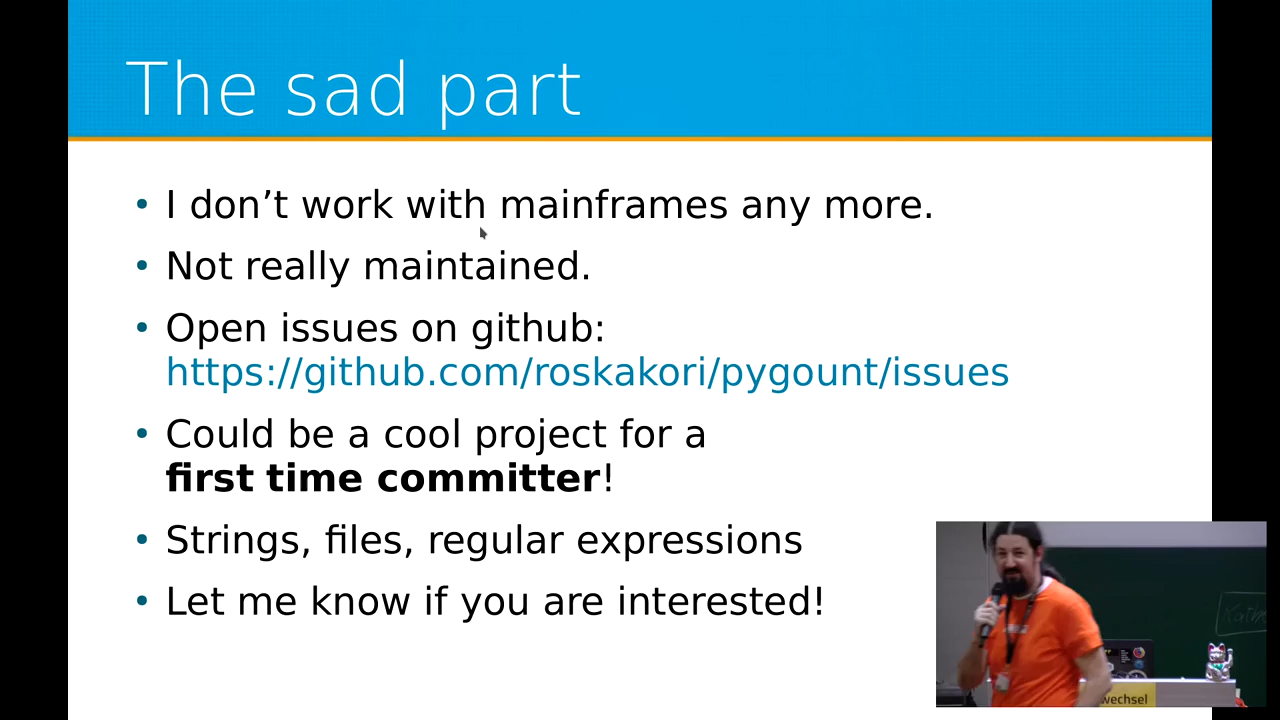 The sad part
I don’t work with mainframes any more.
Not really maintained.
Open issues on github:
https://github.com/roskakori/pygount/issues
Could be a cool project for a
first time committer!
Strings, files, regular expressions
Let me know if you are interested!
wechsel